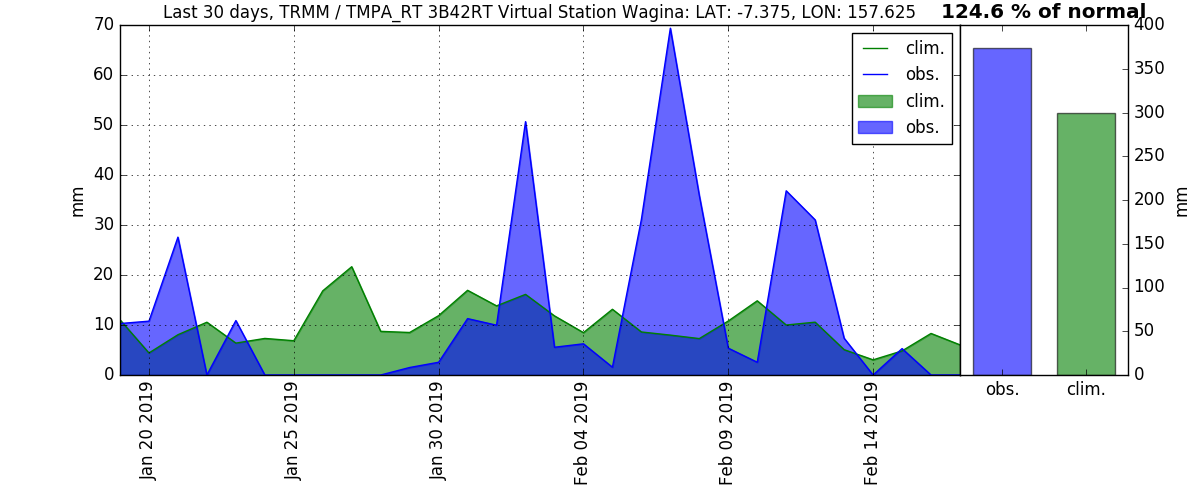 Last 30 days, TRMM / TMPA_RT 3B42RT Virtual Station Wagina: LAT: -7.375, LON: 157.625
124.6 % of normal
70
60
50
40
30
20
10
0
mm
clim.
obs.
clim.
obs.
Jan 20 2019
Jan 25 2019
Jan 30 2019
Feb 04 2019
Feb 09 2019
Feb 14 2019
400
350
300
250
200
150
100
50
0
mm
obs.
clim.